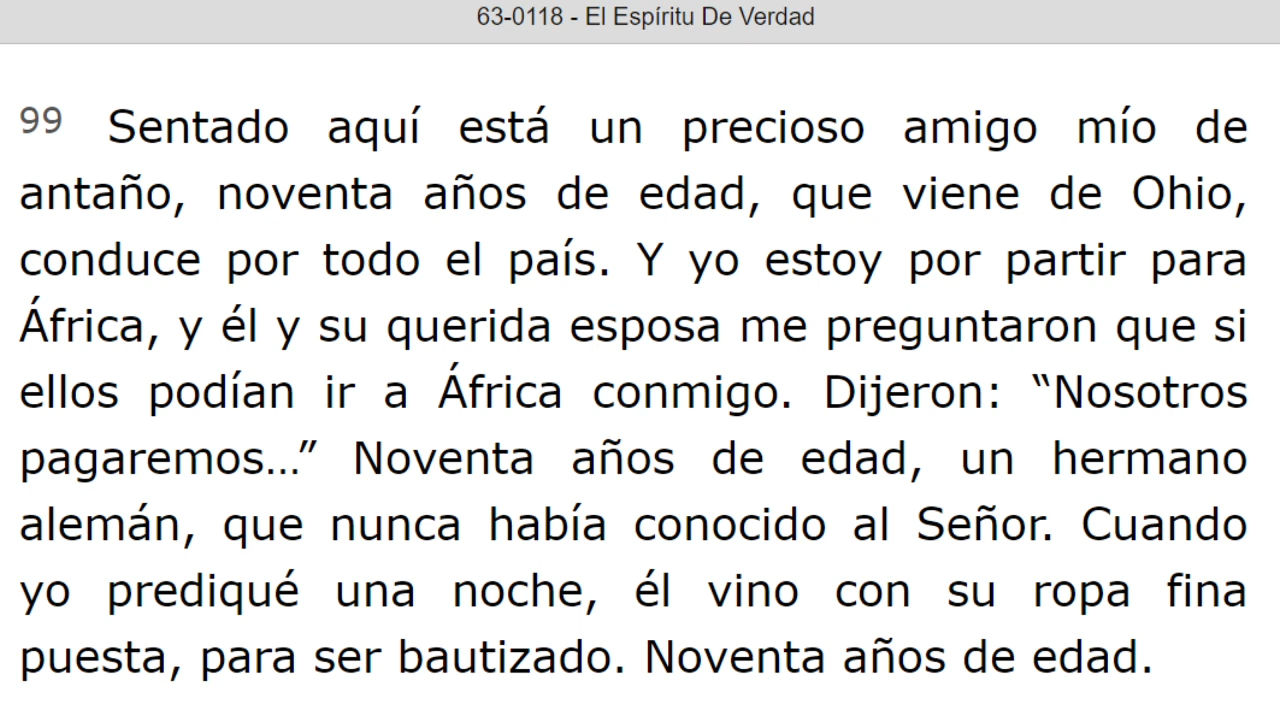 63-0118 - El Espíritu De Verdad
99 Sentado aquí está un precioso amigo mío de
antaño, noventa años de edad, que viene de Ohio,
conduce por todo el país. Y yo estoy por partir para
África, y él y su querida esposa me preguntaron que si
ellos podían ir a África conmigo. Dijeron: “Nosotros
pagaremos…” Noventa años de edad, un hermano
alemán, que nunca había conocido al Señor. Cuando
yo prediqué una noche, él vino con su ropa fina
puesta, para ser bautizado. Noventa años de edad.